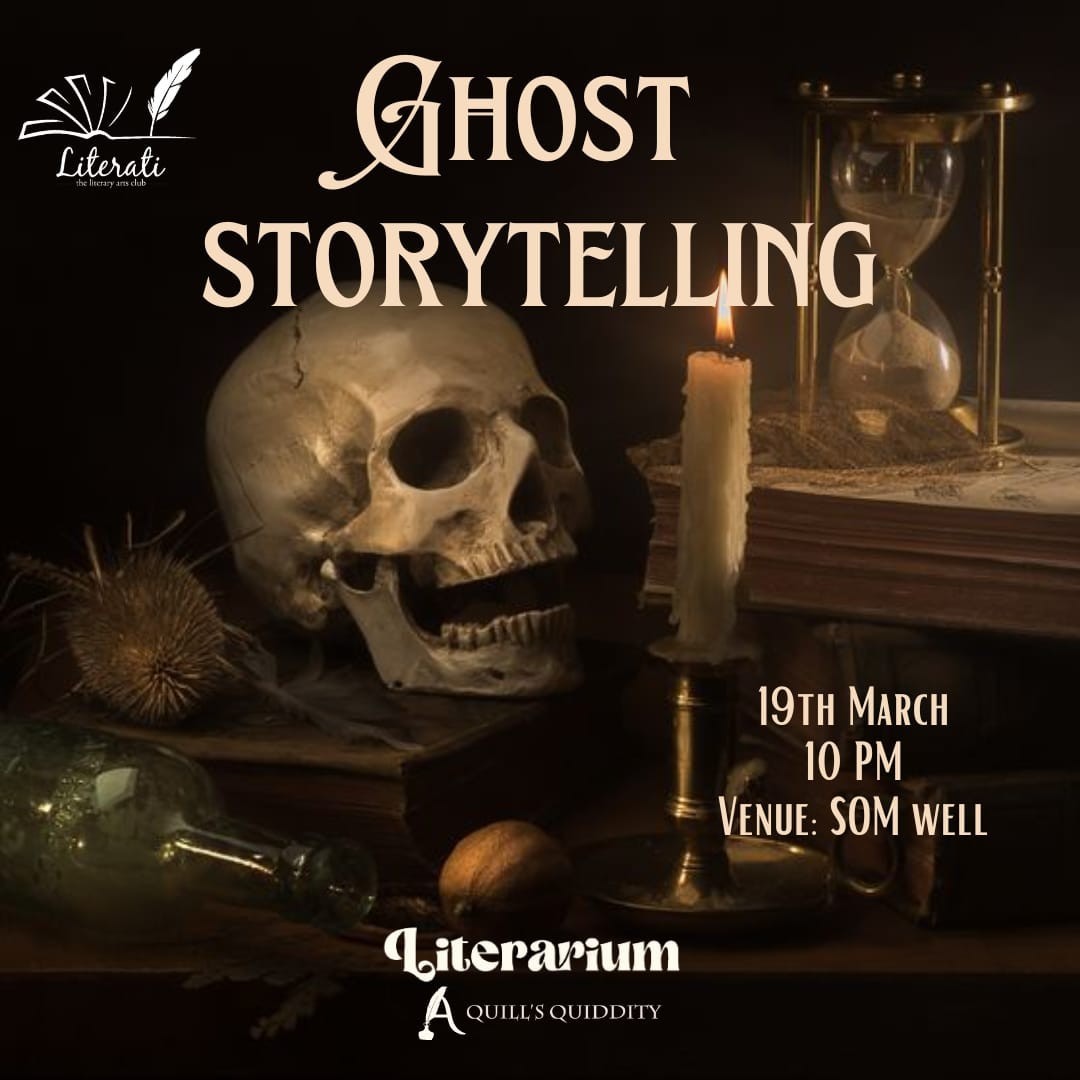 Literati
the literary arts club
Ghost
storytelling
19th March
10 PM
Venue: SOM well
Literarium
A QUILL'S QUIDDITY